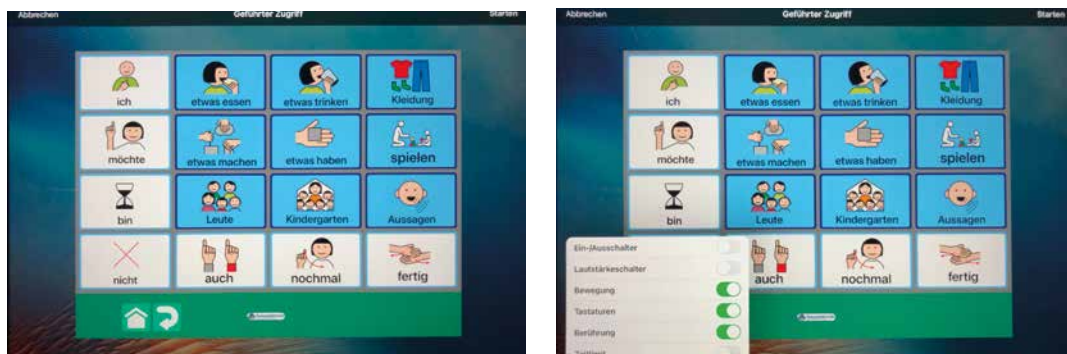 Abbrechen Geführter Zugriff Starten
ich etwas essen etwas trinken Kleidung
möchte etwas machen etwas haben spielen
bin Leute Kindergarten Aussagen
nicht auch nochmal fertig
Abbrechen Geführter Zugriff Starten
ich etwas essen etwas trinken Kleidung
möchte etwas machen etwas haben spielen
bin Leute Kindergarten Aussagen
auch nochmal fertig
Ein-/Ausschalter
Lautstärkeschalter
Bewegung
Tastaturen
Berührung